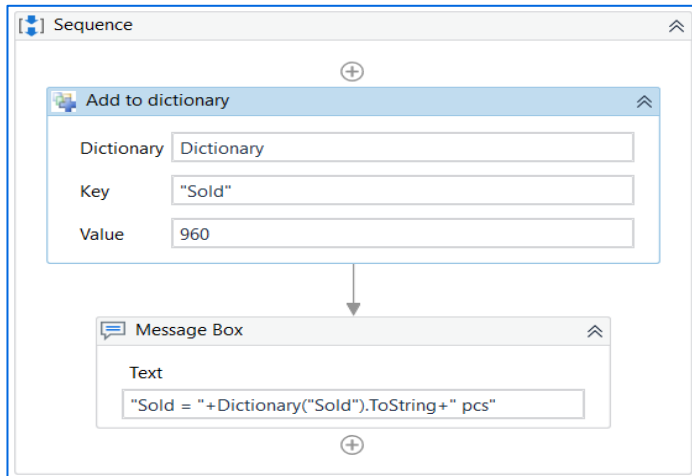 Sequence
Add to dictionary
Dictionary Dictionary
Key "Sold"
Value 960
Message Box
Text
"Sold = "+Dictionary("Sold").ToString+" pcs"